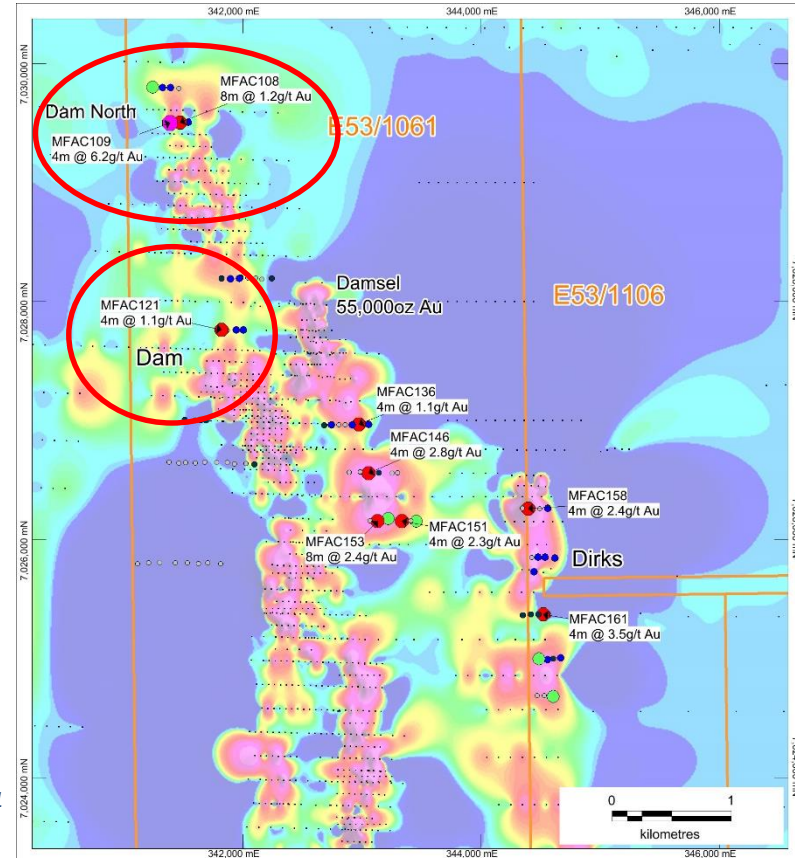 342,000 mE
344,000 mE
346,000 mE
7,030,000 mN
MFAC108
8m @ 1.2g/t Au
Dam North
E53/1061
MFAC109
4m @ 6.2g/t Au
Damsel
55,000oz Au
E53/1106
7,028,000 mN
MFAC121
4m @ 1.1g/t Au
Dam
MFAC136
4m @ 1.1g/t Au
MFAC146
4m @ 2.8g/t Au
MFAC158
4m @ 2.4g/t Au
MFAC151
4m @ 2.3g/t Au
MFAC153
8m @ 2.4g/t Au
7,026,000 mN
Dirks
MFAC161
4m @ 3.5g/t Au
7,024,000 mN
0 1
kilometres
342,000 mE
344,000 mE
346,000 mE